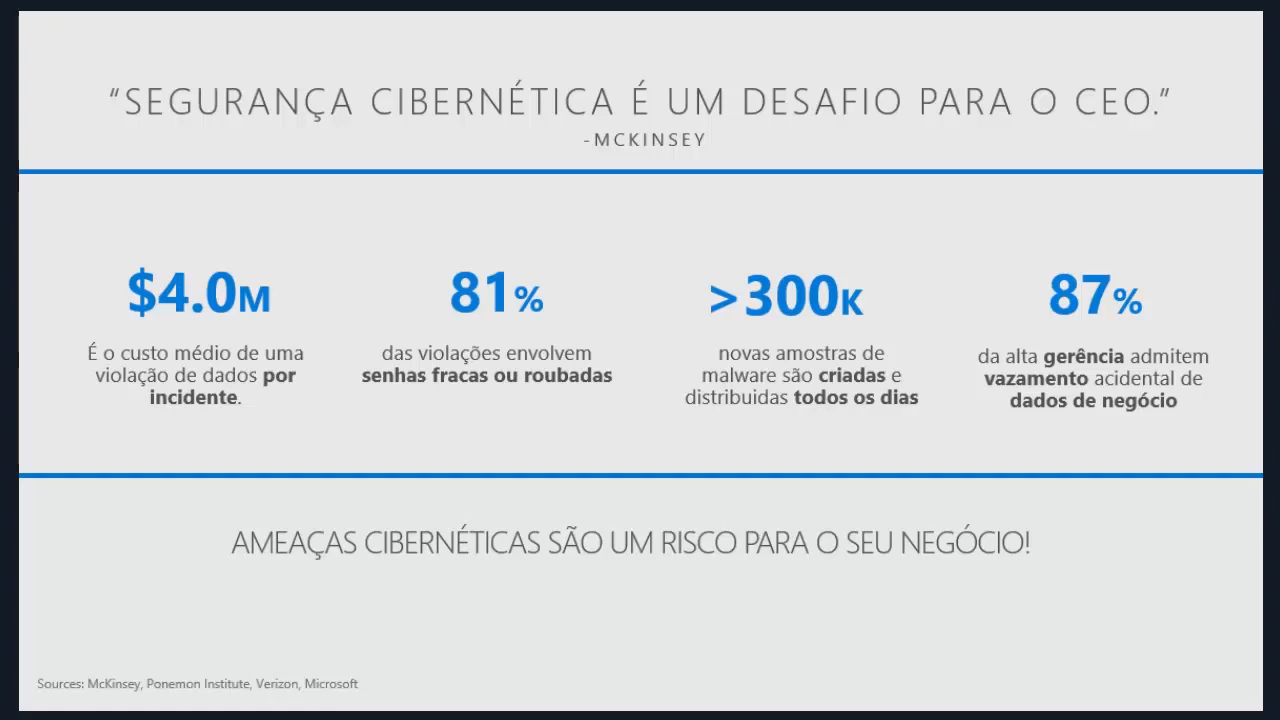 “SEGURANÇA CIBERNÉTICA É UM DESAFIO PARA O CEO.”
-MCKINSEY
$4.0M
É o custo médio de uma
violação de dados por
incidente.
81%
das violações envolvem
senhas fracas ou roubadas
>300K
novas amostras de
malware são criadas e
distribuidas todos os dias
87%
da alta gerência admitem
vazamento acidental de
dados de negócio
AMEAÇAS CIBERNÉTICAS SÃO UM RISCO PARA O SEU NEGÓCIO!
Sources: McKinsey, Ponemon Institute, Verizon, Microsoft